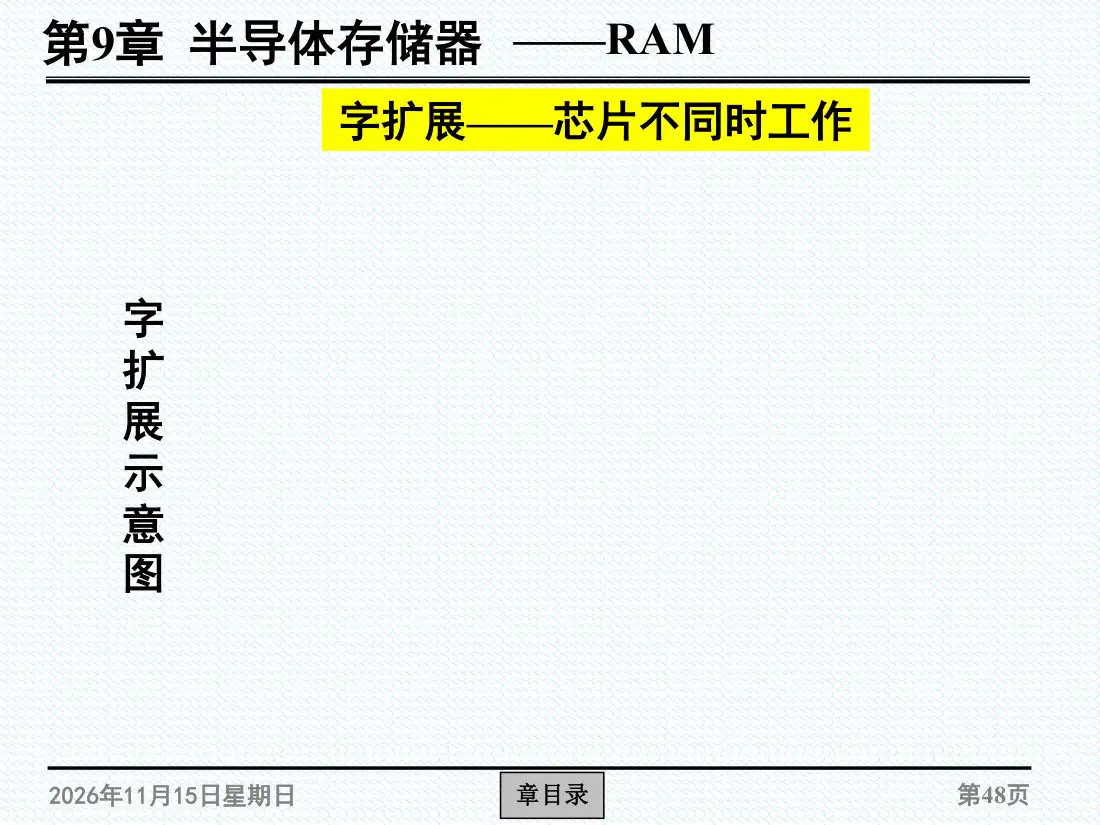 第9章 半导体存储器 ——RAM
字扩展——芯片不同时工作
字
扩
展
示
意
图
2026年11月15日星期日
章目录
第48页